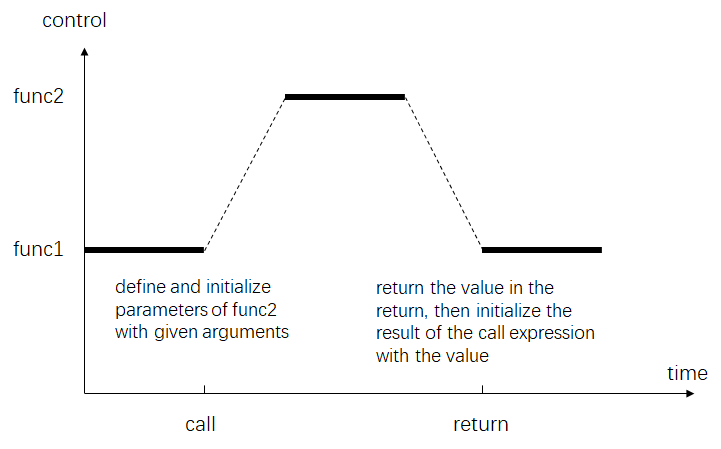 control
func2
func1
define and initialize
parameters of func2
with given arguments
return the value in the
return, then initialize the
result of the call expression
with the value
time
call
return